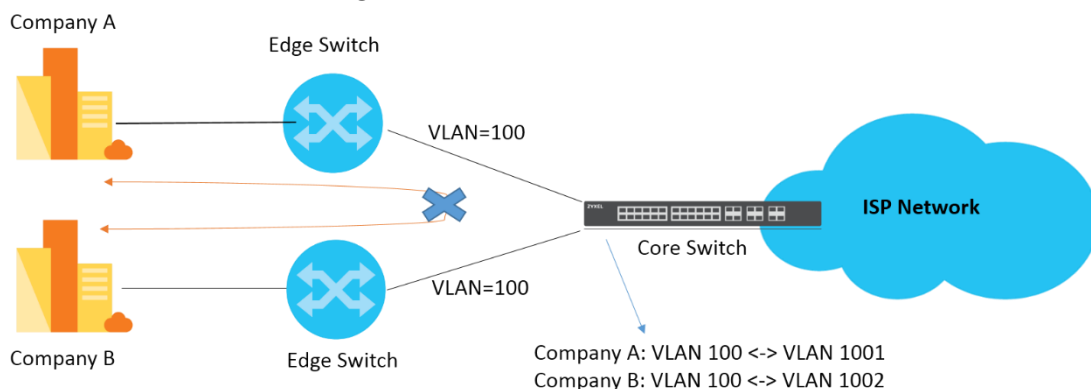 Company A
Edge Switch
VLAN=100
ZYXEL
ISP Network
Core Switch
VLAN=100
Company B
Edge Switch
Company A: VLAN 100 <-> VLAN 1001
Company B: VLAN 100 <-> VLAN 1002